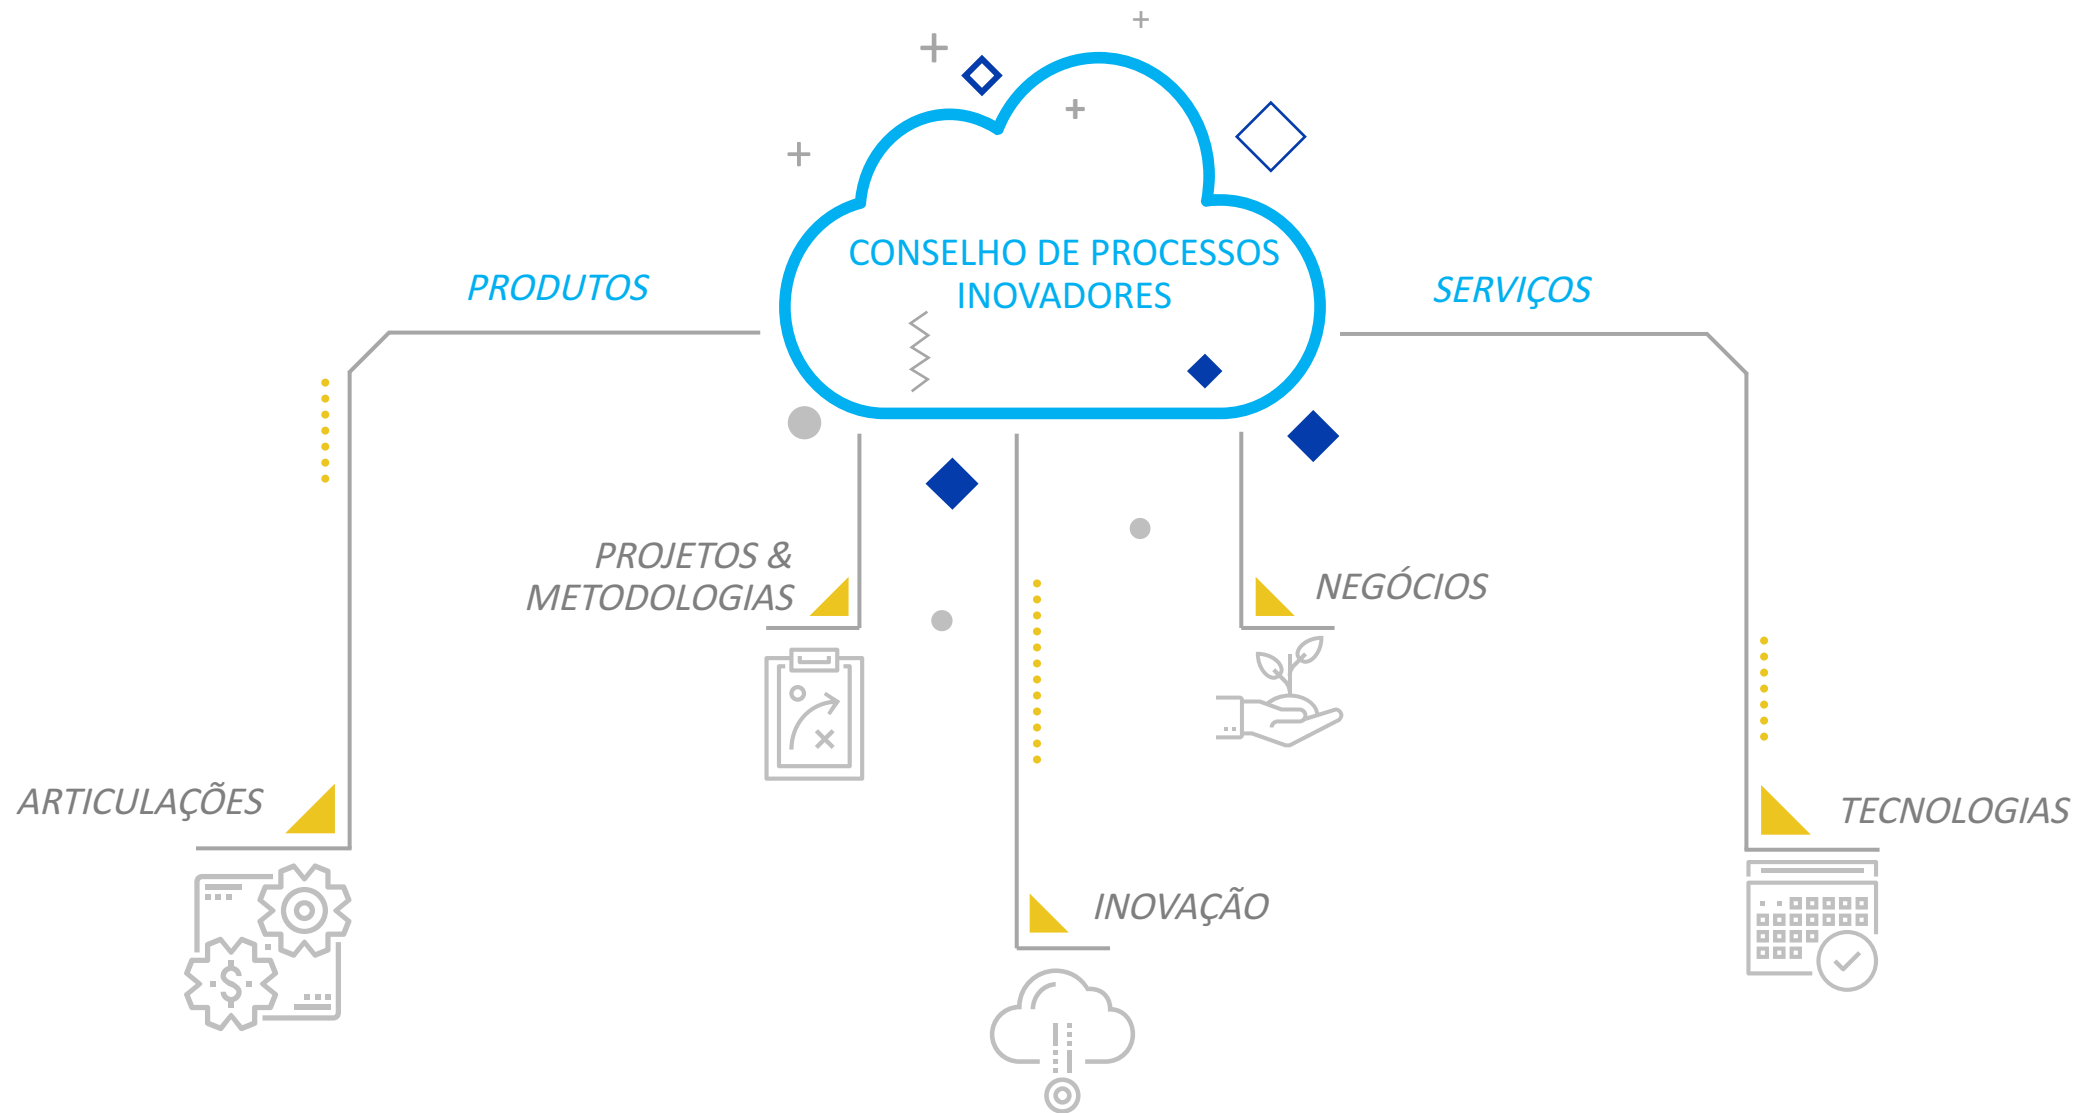 CONSELHO DE PROCESSOS
INOVADORES
PRODUTOS
SERVIÇOS
PROJETOS &
METODOLOGIAS
NEGÓCIOS
ARTICULAÇÕES
TECNOLOGIAS
INOVAÇÃO
$